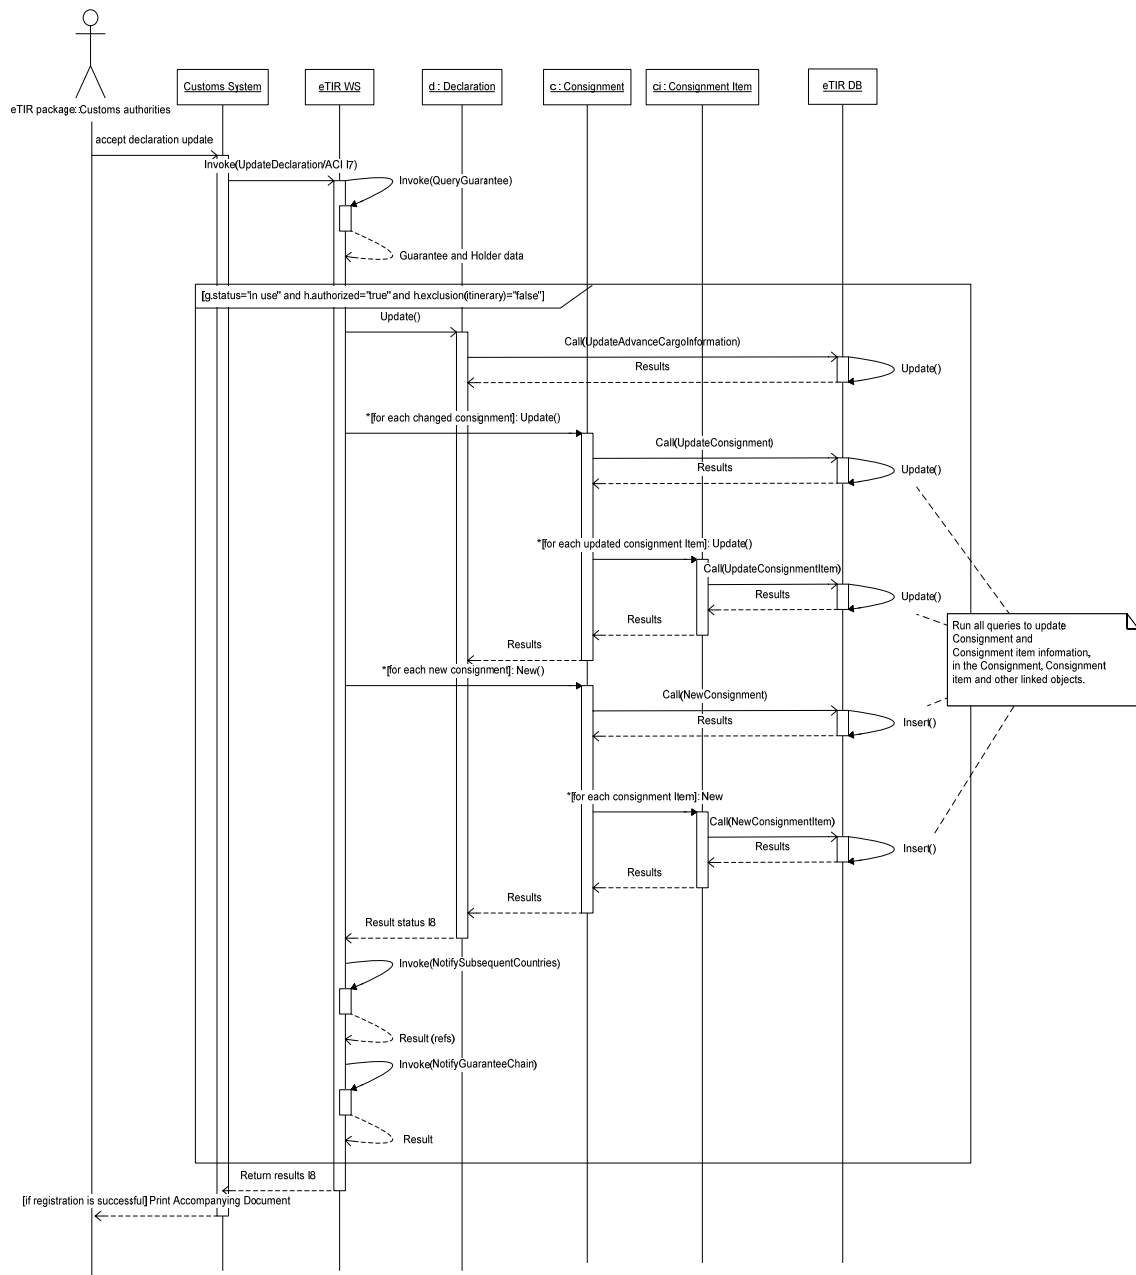 Customs System
eTIR WS
d : Declaration
c : Consignment
ci : Consignment Item
eTIR DB
eTIR package::Customs authorities
accept declaration update
Invoke(UpdateDeclaration/ACI I7)
Invoke(QueryGuarantee)
Guarantee and Holder data
[g.status="in use" and h.authorized="true" and h.exclusion(itinerary)="false"]
Update()
Call(UpdateAdvanceCargoInformation)
Results
Update()
*[for each changed consignment]: Update()
Call(UpdateConsignment)
Results
Update()
*[for each updated consignment Item]: Update()
Call(UpdateConsignmentItem)
Results
Update()
Results
Results
Run all queries to update
Consignment and
Consignment item information,
in the Consignment, Consignment
item and other linked objects.
*[for each new consignment]: New()
Call(NewConsignment)
Results
Insert()
*[for each consignment Item]: New
Call(NewConsignmentItem)
Results
Insert()
Results
Results
Result status I8
Invoke(NotifySubsequentCountries)
Result (refs)
Invoke(NotifyGuaranteeChain)
Result
Return results I8
[if registration is successful] Print Accompanying Document